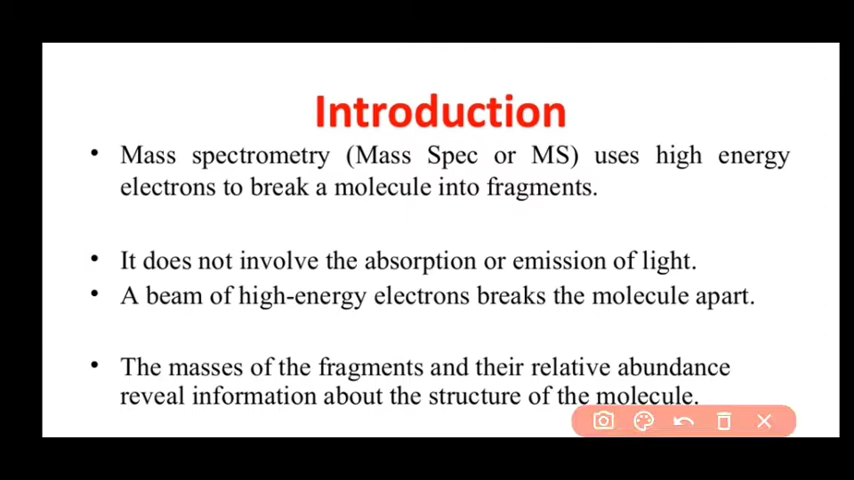 Introduction
• Mass spectrometry (Mass Spec or MS) uses high energy
electrons to break a molecule into fragments.
• It does not involve the absorption or emission of light.
• A beam of high-energy electrons breaks the molecule apart.
• The masses of the fragments and their relative abundance
reveal information about the structure of the molecule.